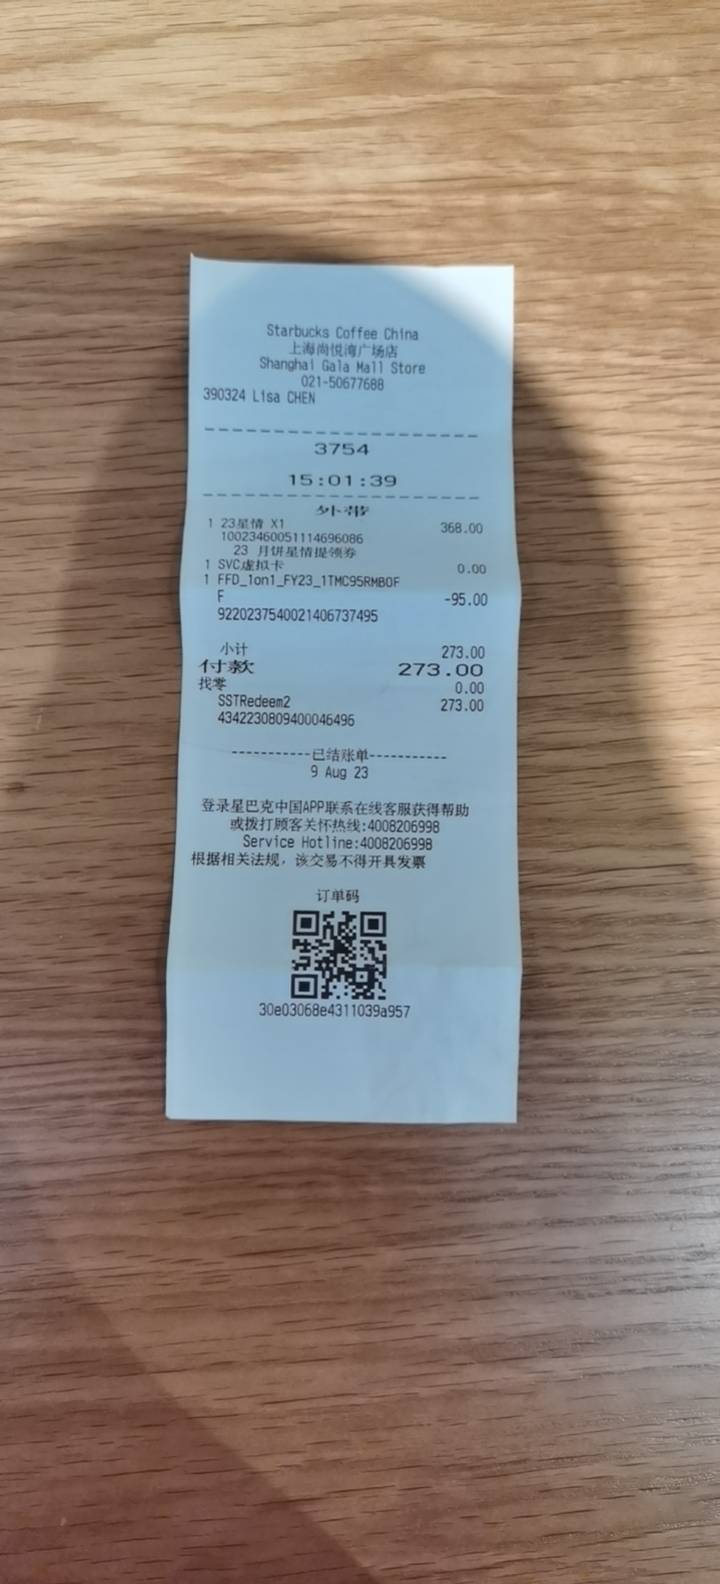 Starbucks Coffee China
上海尚悦湾广场店
Shanghai Gala Mall Store
021-50677688
390324 Lisa CHEN
3754
15:01:39
外带
1 23星情 X1 368.00
10023460051114696086
23 月饼星情提领券
1 SVC虚拟卡 0.00
1 FFD_1on1_FY23_1TMC95RMBOF
F -95.00
9220237540021406737495
小计 273.00
付款 273.00
找零 0.00
SSTRedeem2 273.00
4342230809400046496
-----------已结账单-----------
9 Aug 23
登录星巴克中国APP联系在线客服获得帮助
或拨打顾客关怀热线:4008206998
Service Hotline:4008206998
根据相关法规，该交易不得开具发票
订单码
30e03068e4311039a957